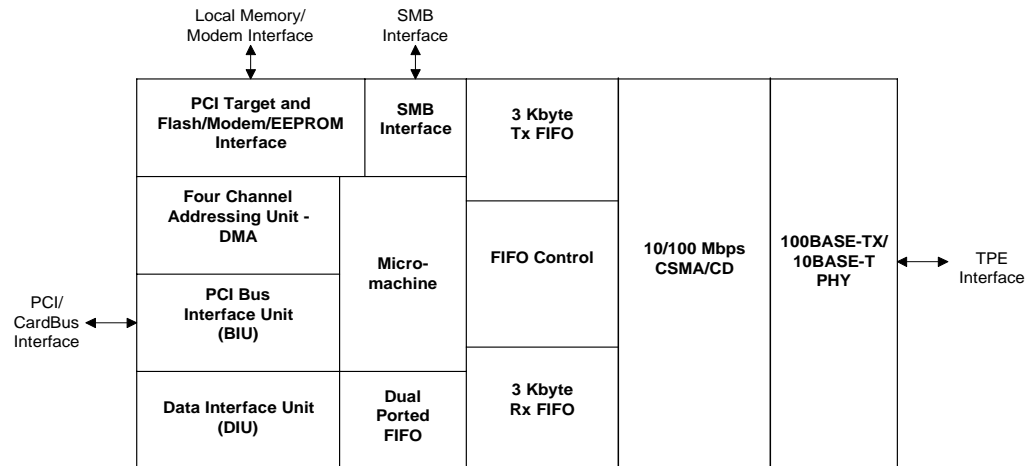 Local Memory/
Modem Interface
SMB
Interface
PCI Target and
Flash/Modem/EEPROM
Interface
SMB
Interface
3 Kbyte
Tx FIFO
Four Channel
Addressing Unit -
DMA
Micro-
machine
FIFO Control
10/100 Mbps
CSMA/CD
100BASE-TX/
10BASE-T
PHY
TPE
Interface
PCI/
CardBus
Interface
PCI Bus
Interface Unit
(BIU)
Data Interface Unit
(DIU)
Dual
Ported
FIFO
3 Kbyte
Rx FIFO